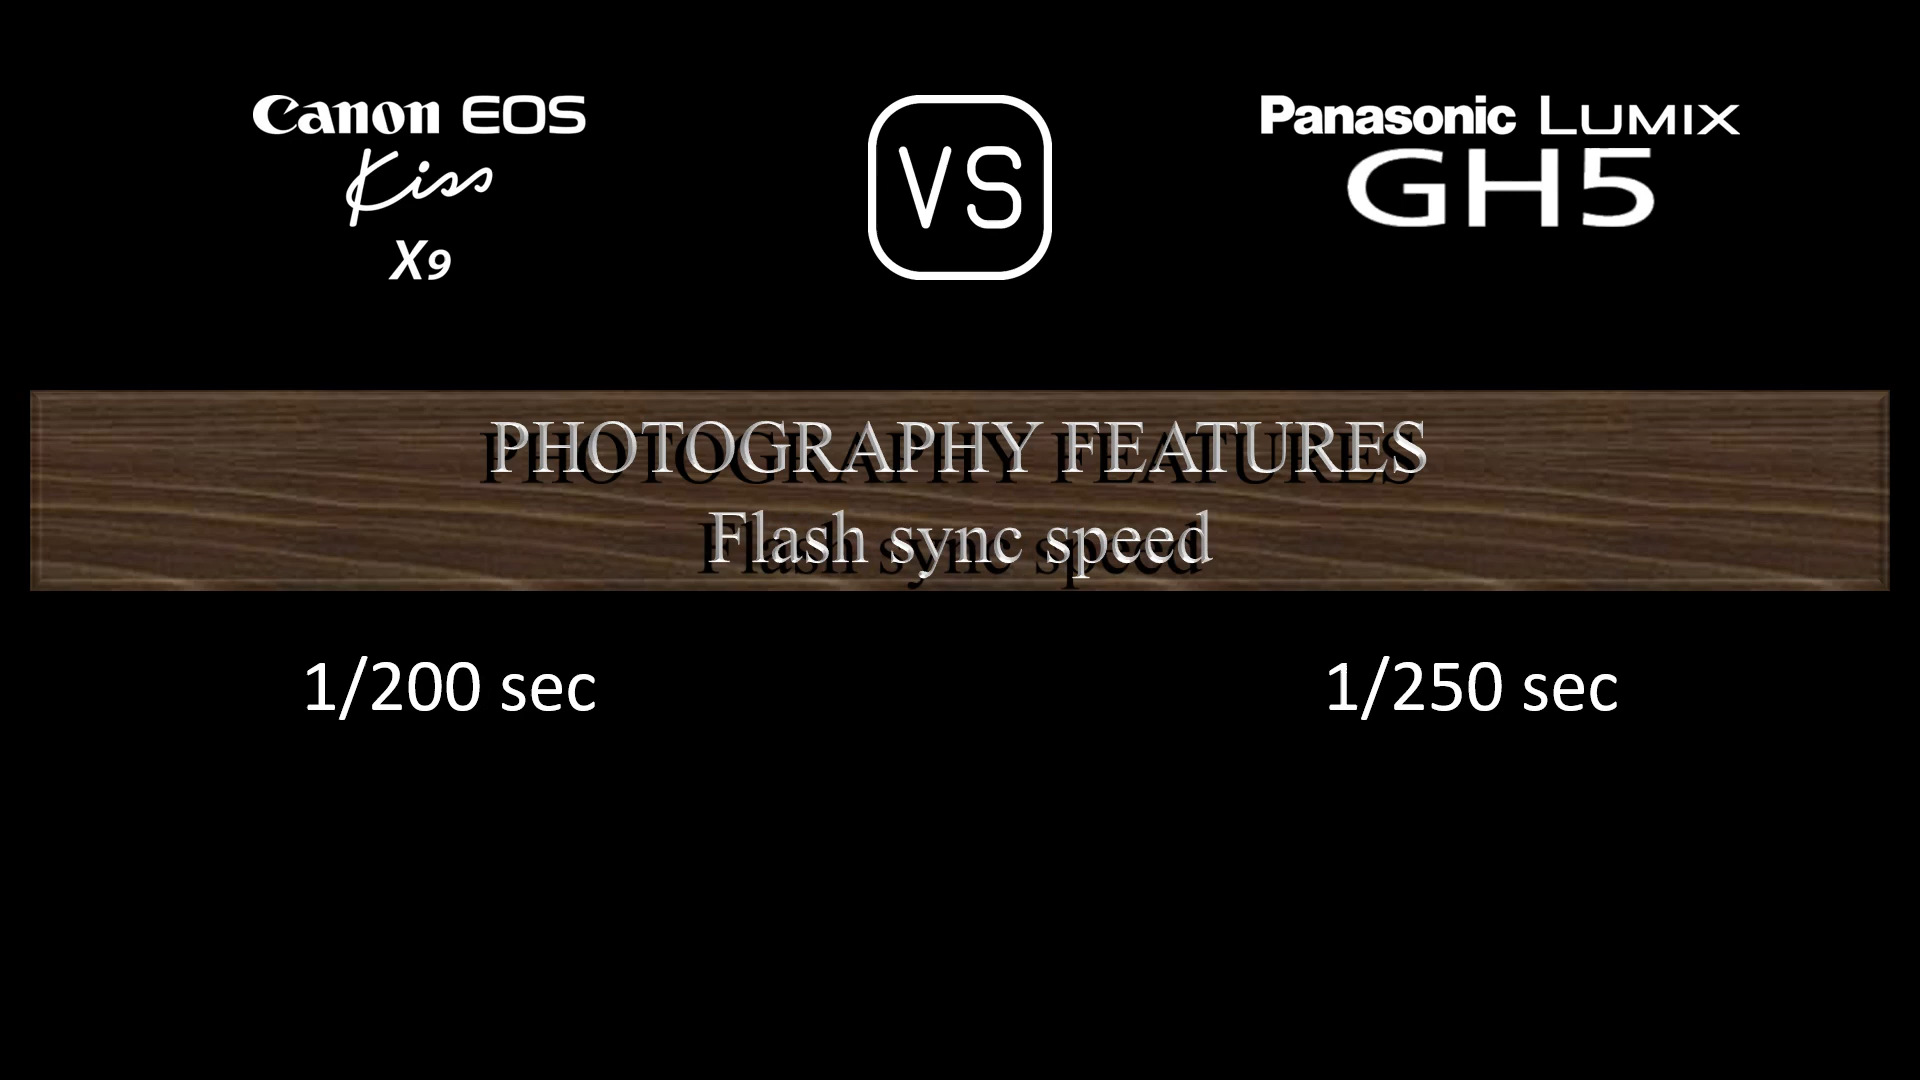 Canon EOS
Kiss
X9
VS
Panasonic LUMIX
GH5
PHOTOGRAPHY FEATURES
Flash sync speed
1/200 sec
1/250 sec